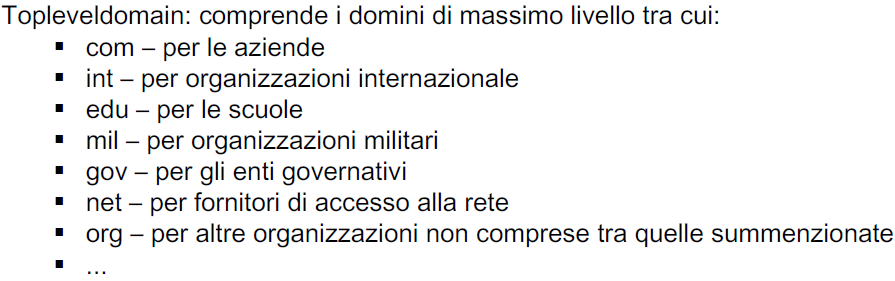 Topleveldomain: comprende i domini di massimo livello tra cui:
▪ com – per le aziende
▪ int – per organizzazioni internazionale
▪ edu – per le scuole
▪ mil – per organizzazioni militari
▪ gov – per gli enti governativi
▪ net – per fornitori di accesso alla rete
▪ org – per altre organizzazioni non comprese tra quelle summenzionate
▪ ...